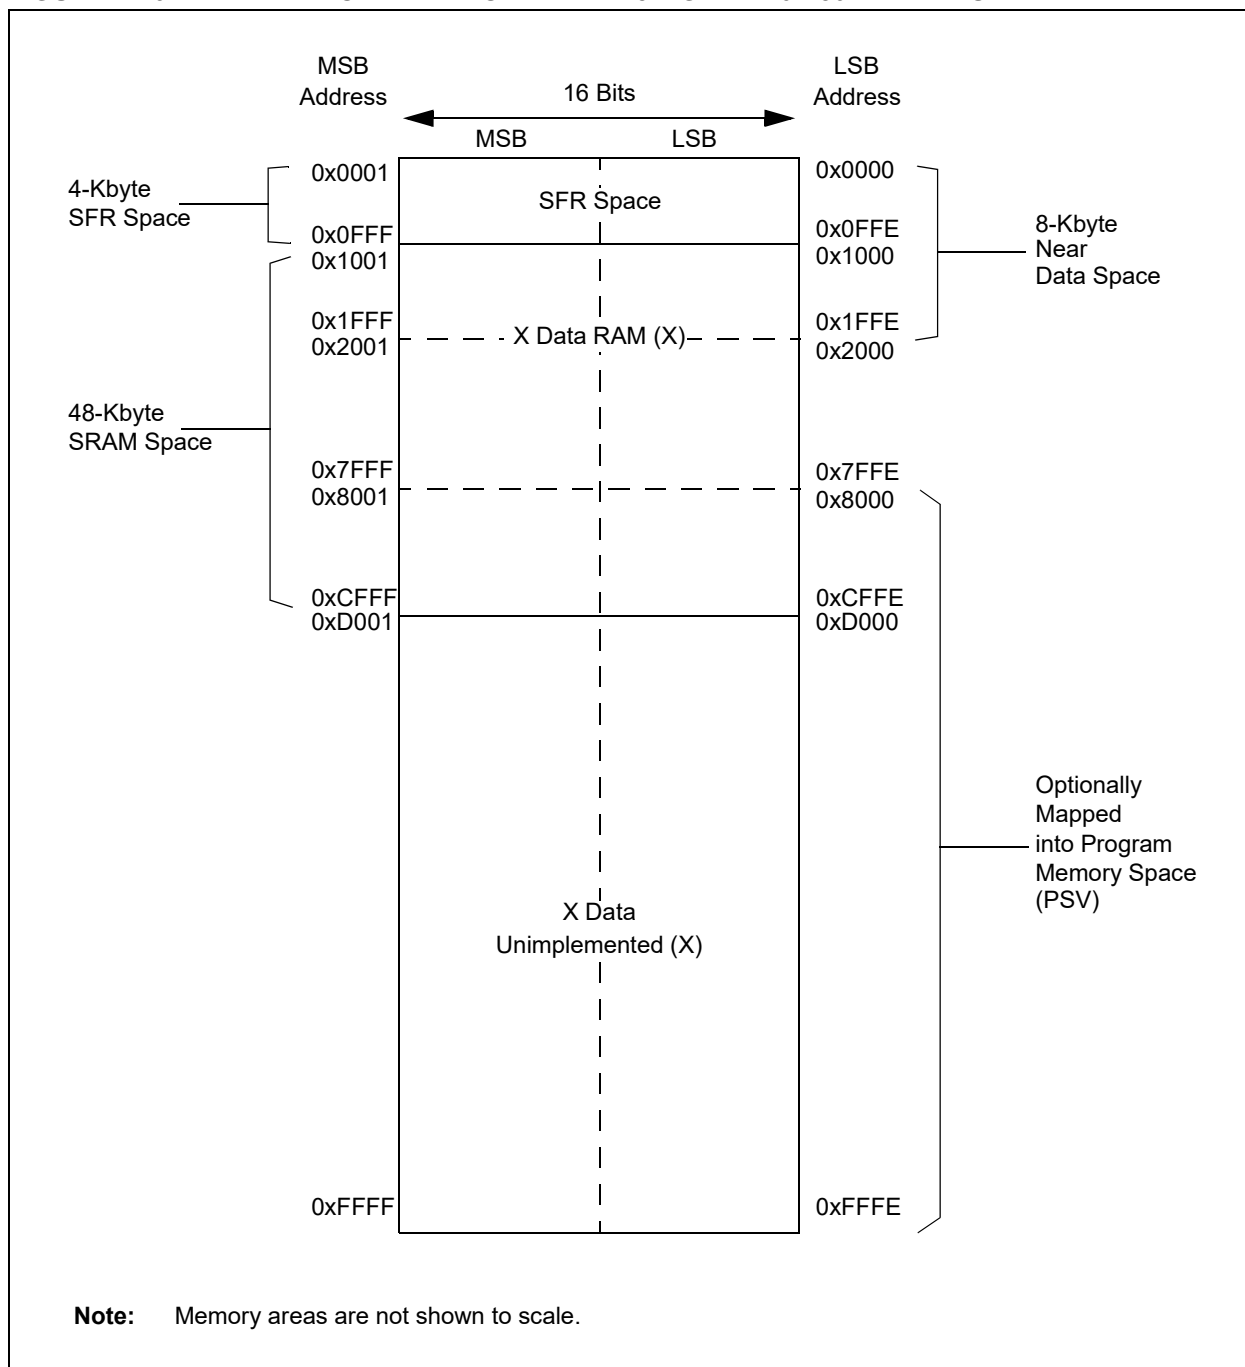 MSB
Address
16 Bits
LSB
Address
MSB
LSB
0x0001
0x0000
4-Kbyte
SFR Space
SFR Space
0x0FFF
0x0FFE
0x1001
0x1000
8-Kbyte
Near
Data Space
0x1FFF
0x1FFE
X Data RAM (X)
0x2001
0x2000
48-Kbyte
SRAM Space
0x7FFF
0x7FFE
0x8001
0x8000
0xCFFF
0xCFFE
0xD001
0xD000
Optionally
Mapped
into Program
Memory Space
(PSV)
X Data
Unimplemented (X)
0xFFFF
0xFFFE
Note: Memory areas are not shown to scale.